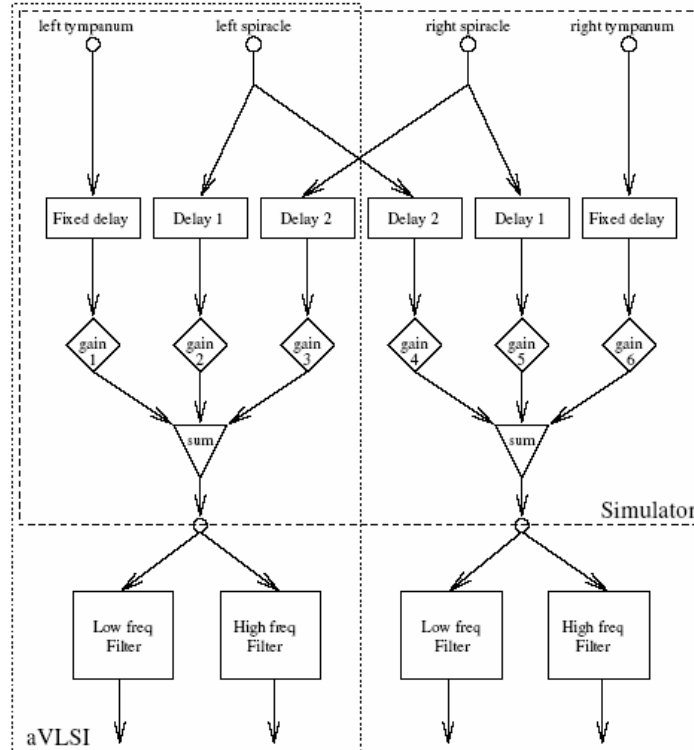 left tympanum
left spiracle
right spiracle
right tympanum
Fixed delay
Delay 1
Delay 2
Delay 2
Delay 1
Fixed delay
gain
1
gain
2
gain
3
gain
4
gain
5
gain
6
sum
sum
Simulator
Low freq
Filter
High freq
Filter
Low freq
Filter
High freq
Filter
aVLSI